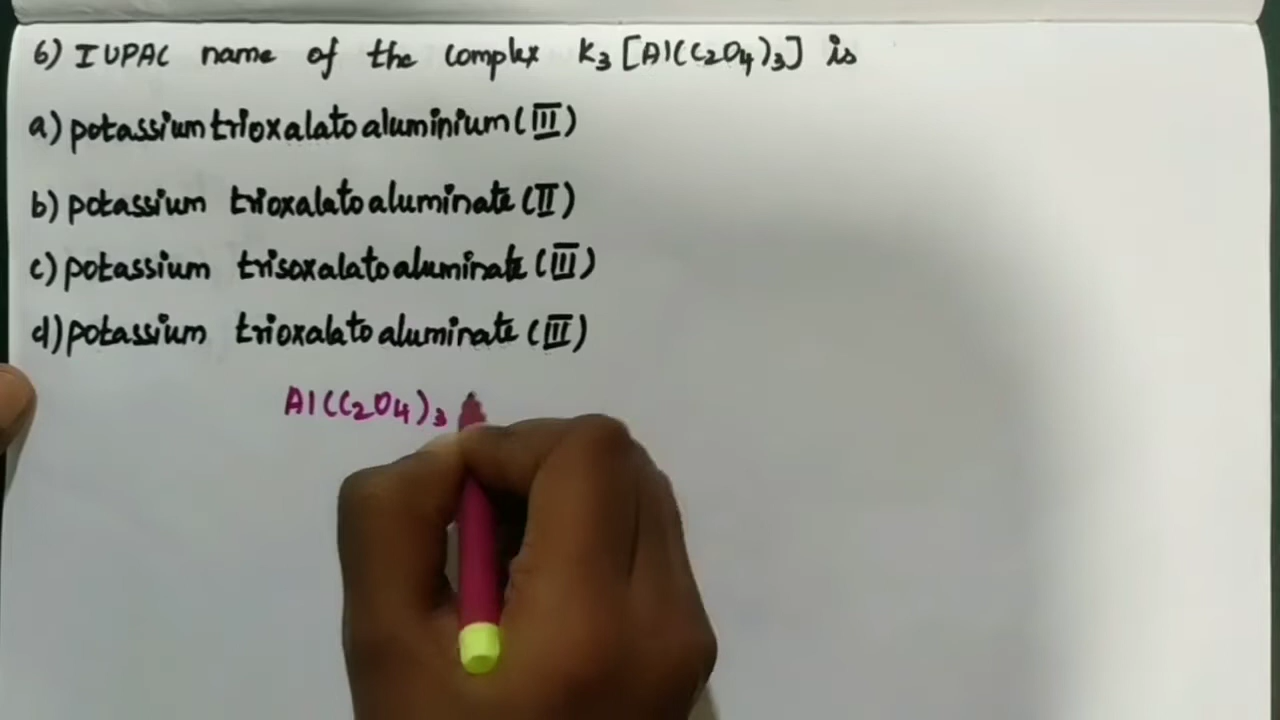 6) IUPAC name of the complex K3[Al(C2O4)3] is
a) potassium trioxalato aluminium (III)
b) potassium trioxalato aluminate (II)
c) potassium trisoxalato aluminate (III)
d) potassium trioxalato aluminate (III)
Al(C2O4)3